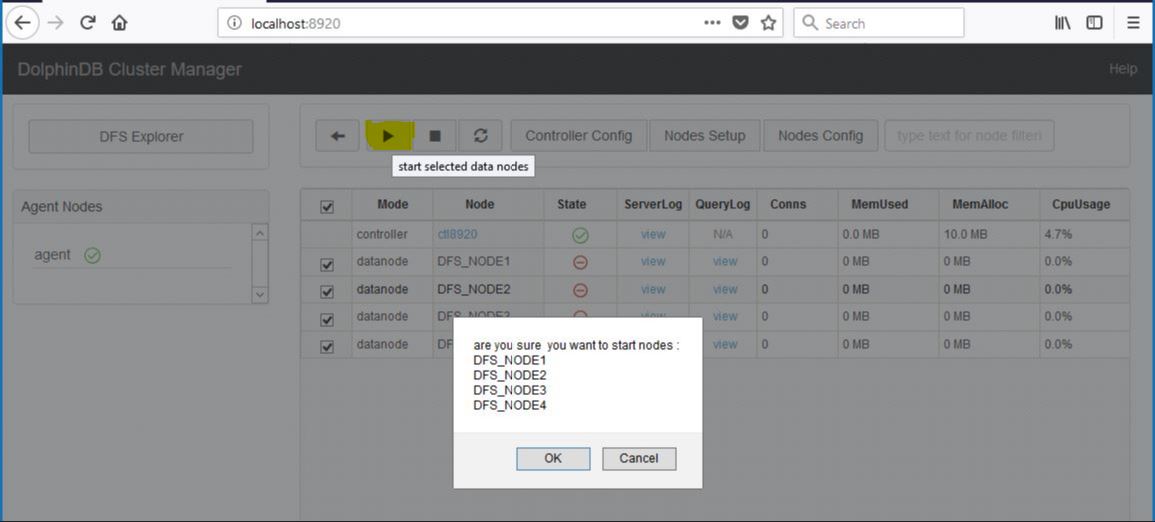 localhost:8920
Search
DolphinDB Cluster Manager
Help
DFS Explorer
Controller Config
Nodes Setup
Nodes Config
type text for node filterin
start selected data nodes
Agent Nodes
agent
Mode Node State ServerLog QueryLog Conns MemUsed MemAlloc CpuUsage
controller ctl8920 view N/A 0 0.0 MB 10.0 MB 4.7%
datanode DFS_NODE1 view view 0 0 MB 0 MB 0.0%
datanode DFS_NODE2 view view 0 0 MB 0 MB 0.0%
datanode DFS_NODE3 view view 0 0 MB 0 MB 0.0%
datanode DF view 0 0 MB 0 MB 0.0%
are you sure you want to start nodes :
DFS_NODE1
DFS_NODE2
DFS_NODE3
DFS_NODE4
OK Cancel